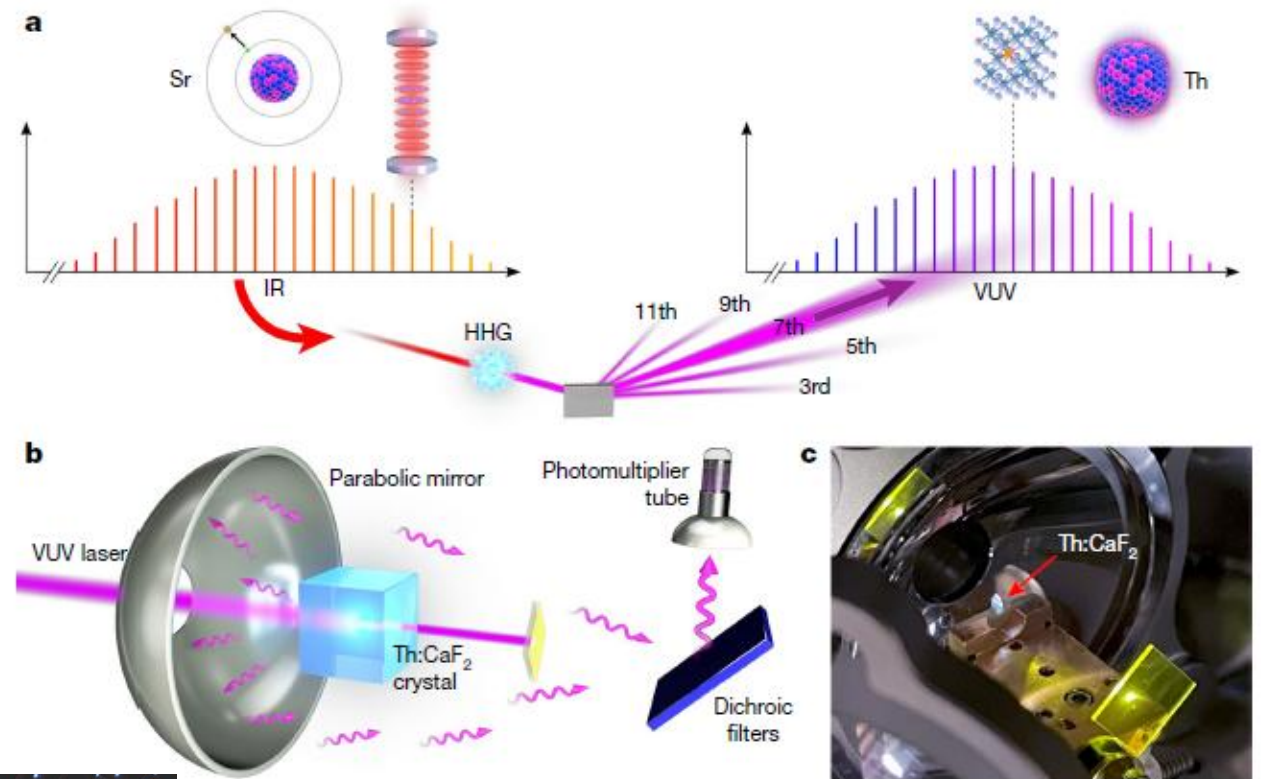 a
Sr
Th
IR
VUV
HHG
11th
9th
7th
5th
3rd
b
Parabolic mirror
VUV laser
Th:CaF2
crystal
Photomultiplier
tube
Dichroic
filters
c
Th:CaF2